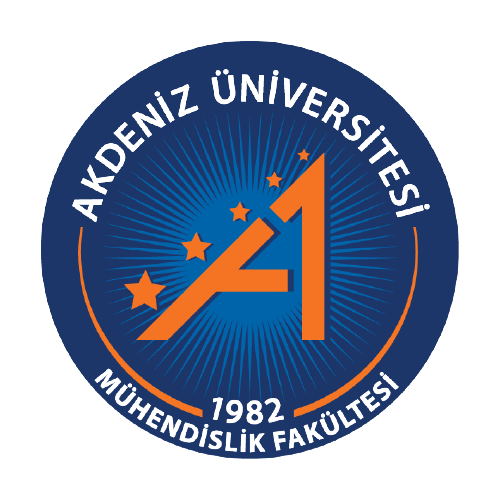 AKDENİZ ÜNİVERSİTESİ
1982
MÜHENDİSLİK FAKÜLTESİ